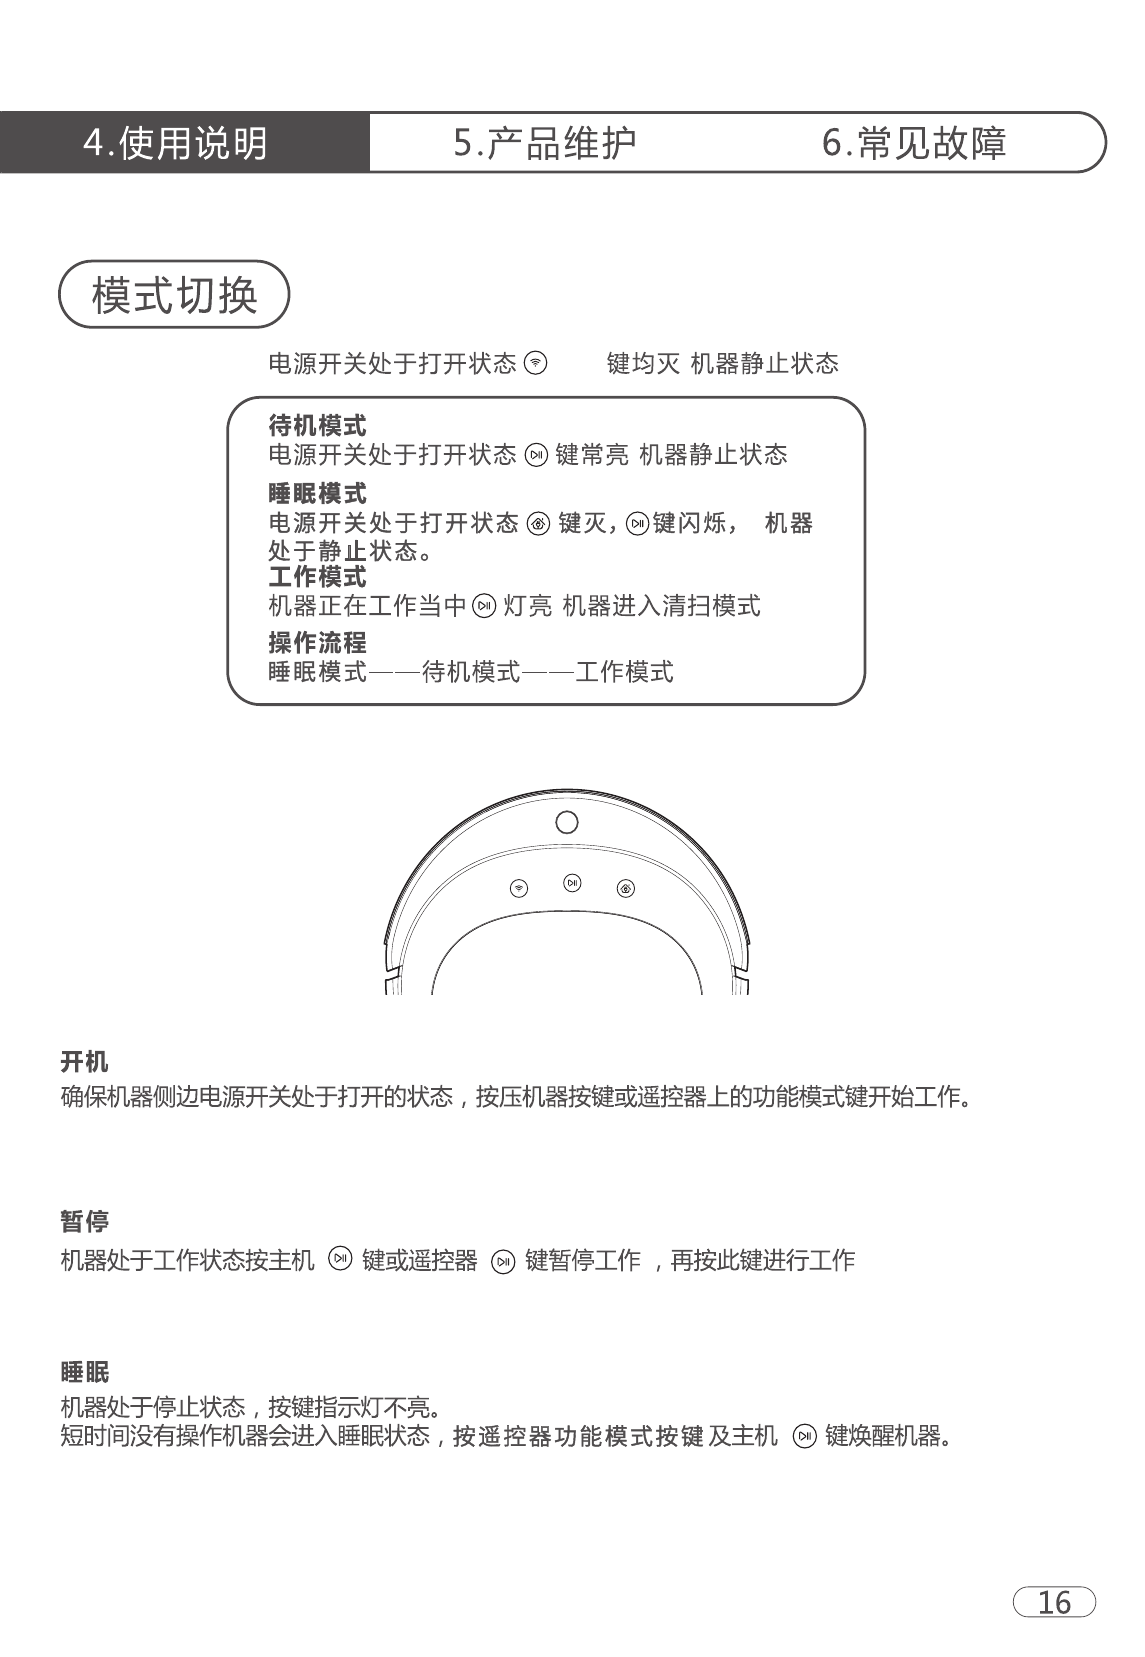 4.使用说明 5.产品维护 6.常见故障
模式切换
电源开关处于打开状态 键均灭 机器静止状态
待机模式
电源开关处于打开状态 键常亮 机器静止状态
睡眠模式
电源开关处于打开状态 键灭， 键闪烁， 机器
处于静止状态。
工作模式
机器正在工作当中 灯亮 机器进入清扫模式
操作流程
睡眠模式——待机模式——工作模式
开机
确保机器侧边电源开关处于打开的状态，按压机器按键或遥控器上的功能模式键开始工作。
暂停
机器处于工作状态按主机 键或遥控器 键暂停工作 ，再按此键进行工作
睡眠
机器处于停止状态，按键指示灯不亮。
短时间没有操作机器会进入睡眠状态，按遥控器功能模式按键及主机 键焕醒机器。
16